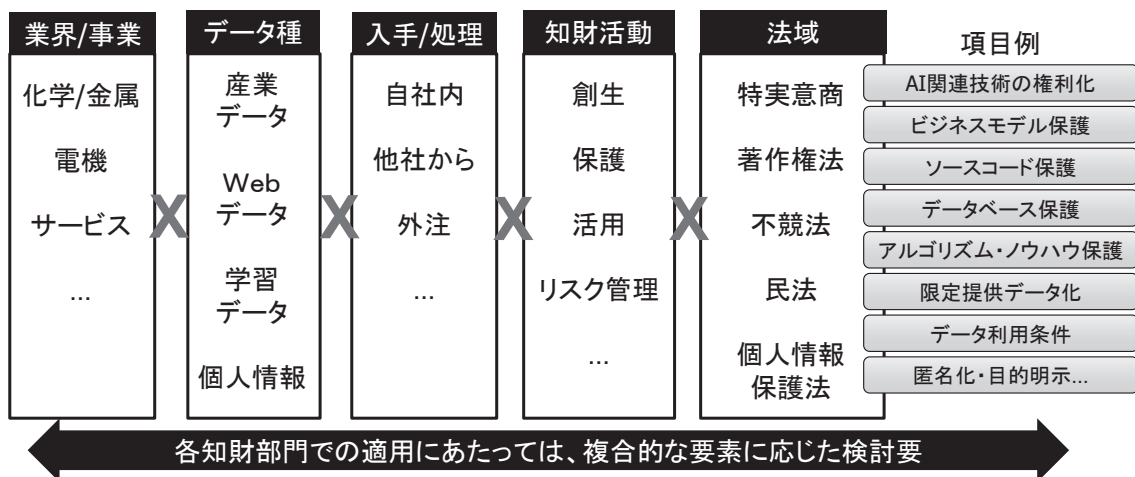 業界/事業
化学/金属
電機
サービス
...
X
データ種
産業
データ
Web
データ
学習
データ
個人情報
X
入手/処理
自社内
他社から
外注
...
X
知財活動
創生
保護
活用
リスク管理
...
X
法域
特実意商
著作権法
不競法
民法
個人情報
保護法
項目例
AI関連技術の権利化
ビジネスモデル保護
ソースコード保護
データベース保護
アルゴリズム・ノウハウ保護
限定提供データ化
データ利用条件
匿名化・目的明示...
各知財部門での適用にあたっては、複合的な要素に応じた検討要